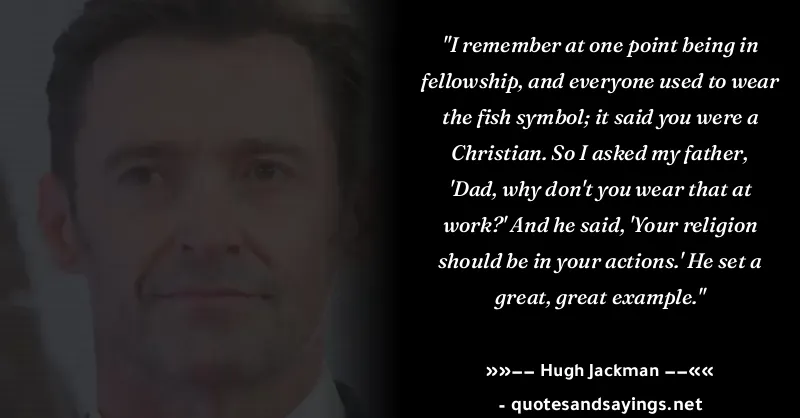 "I remember at one point being in
fellowship, and everyone used to wear
the fish symbol; it said you were a
Christian. So I asked my father,
'Dad, why don't you wear that at
work?' And he said, 'Your religion
should be in your actions.' He set a
great, great example."
»»−− Hugh Jackman −−««
- quotesandsayings.net